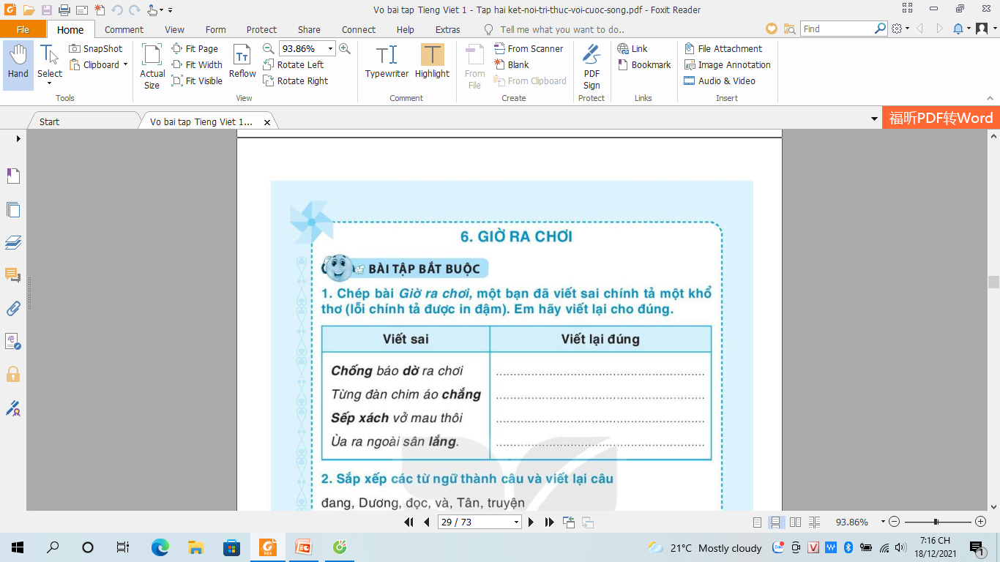 Vo bai tap Tieng Viet 1 - Tap hai ket-noi-tri-thuc-voi-cuoc-song.pdf - Foxit Reader
File Home Comment View Form Protect Share Connect Help Extras Tell me what you want to do.. Find
Hand
Select
SnapShot
Clipboard
Tools
Actual Size
Fit Page
Fit Width
Fit Visible
Reflow
93.86%
Rotate Left
Rotate Right
View
Typewriter
Highlight
Comment
From File
From Scanner
Blank
From Clipboard
Create
PDF Sign
Protect
Link
Bookmark
Links
File Attachment
Image Annotation
Audio & Video
Insert
Start
Vo bai tap Tieng Viet 1...
福昕PDF转Word
6. GIỜ RA CHƠI
BÀI TẬP BẮT BUỘC
1. Chép bài Giờ ra chơi, một bạn đã viết sai chính tả một khổ
thơ (lỗi chính tả được in đậm). Em hãy viết lại cho đúng.
Viết sai
Viết lại đúng
Chống báo dờ ra chơi
Từng đàn chim áo chắng
Sếp xách vở mau thôi
Ùa ra ngoài sân lắng.
2. Sắp xếp các từ ngữ thành câu và viết lại câu
đang, Dương, đọc, và, Tân, truyện
29 / 73
93.86%
21°C Mostly cloudy
7:16 CH
18/12/2021
1